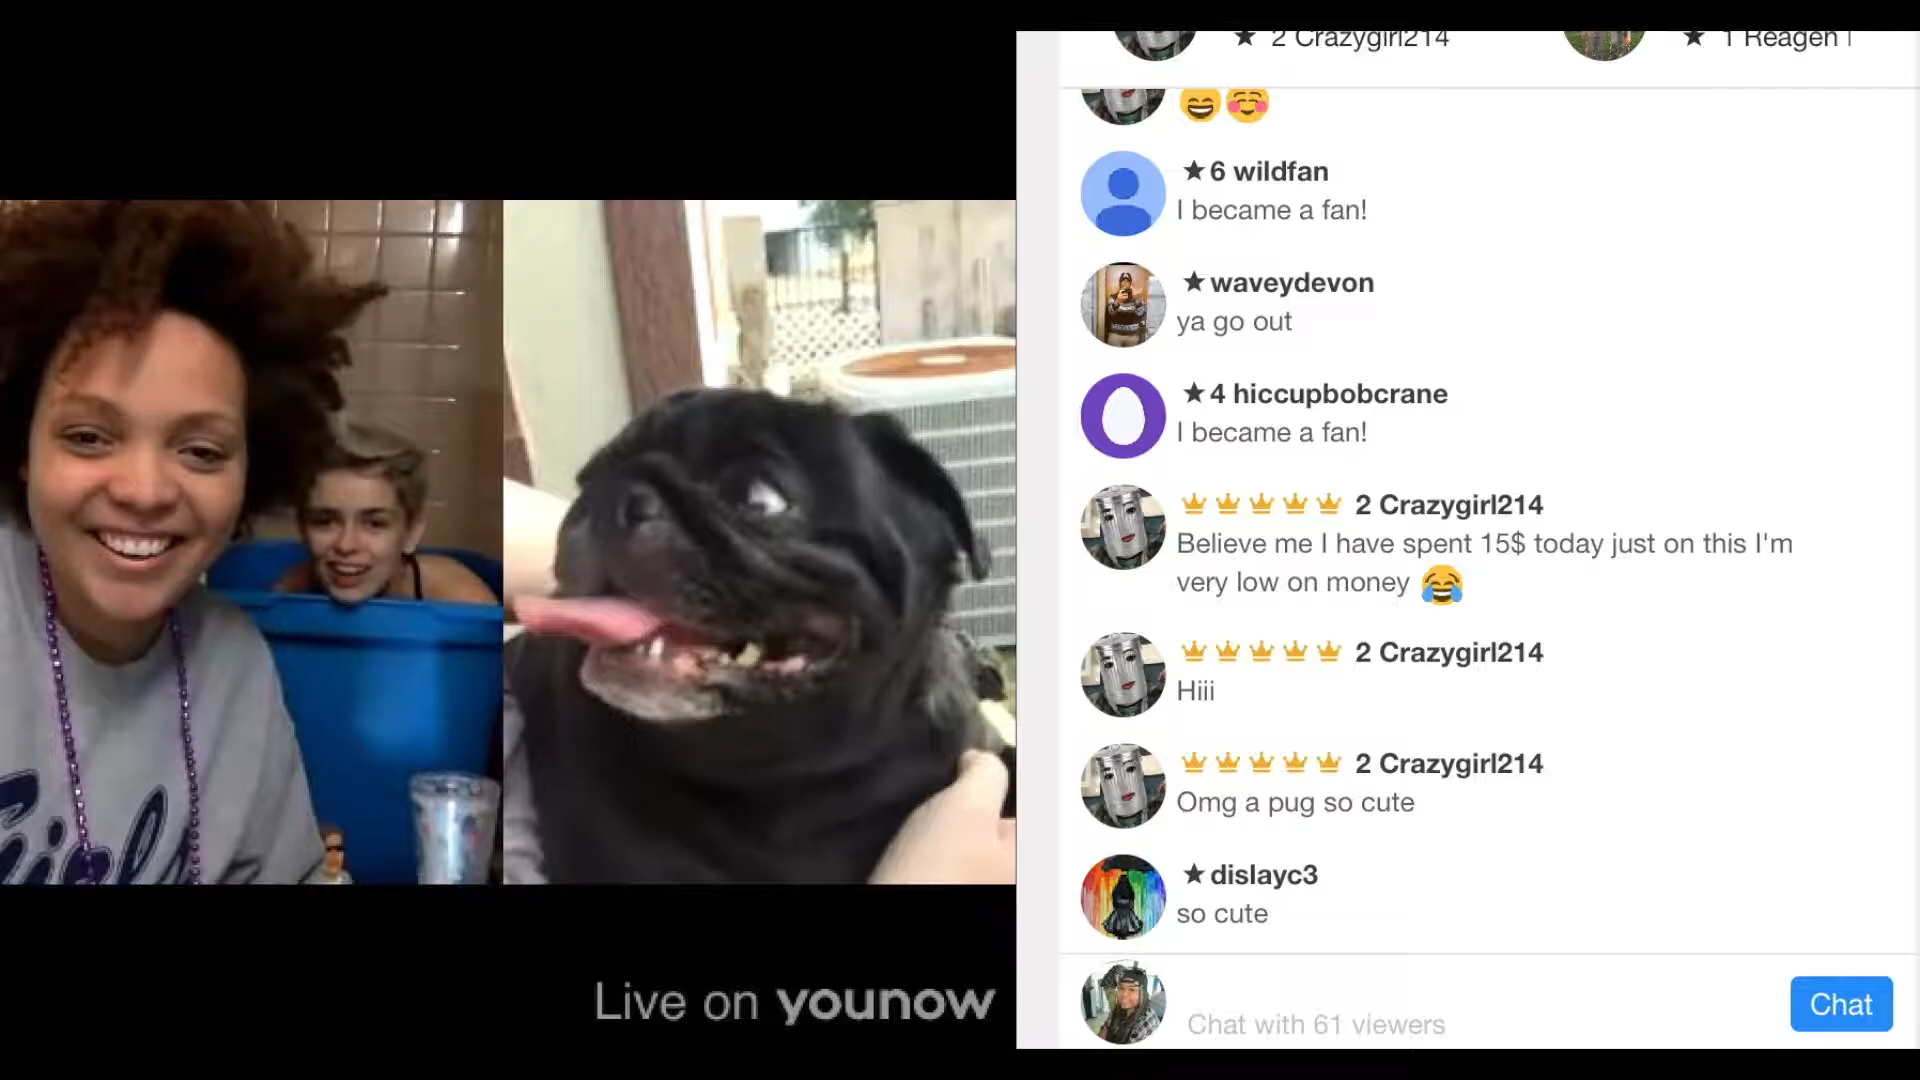 ★ 2 Crazygirl214
★ 1 Reagen
😄☺️
★6 wildfan
I became a fan!
★waveydevon
ya go out
★4 hiccupbobcrane
I became a fan!
2 Crazygirl214
Believe me I have spent 15$ today just on this I'm
very low on money 😂
2 Crazygirl214
Hiii
2 Crazygirl214
Omg a pug so cute
★dislayc3
so cute
Chat with 61 viewers
Chat
Live on younow